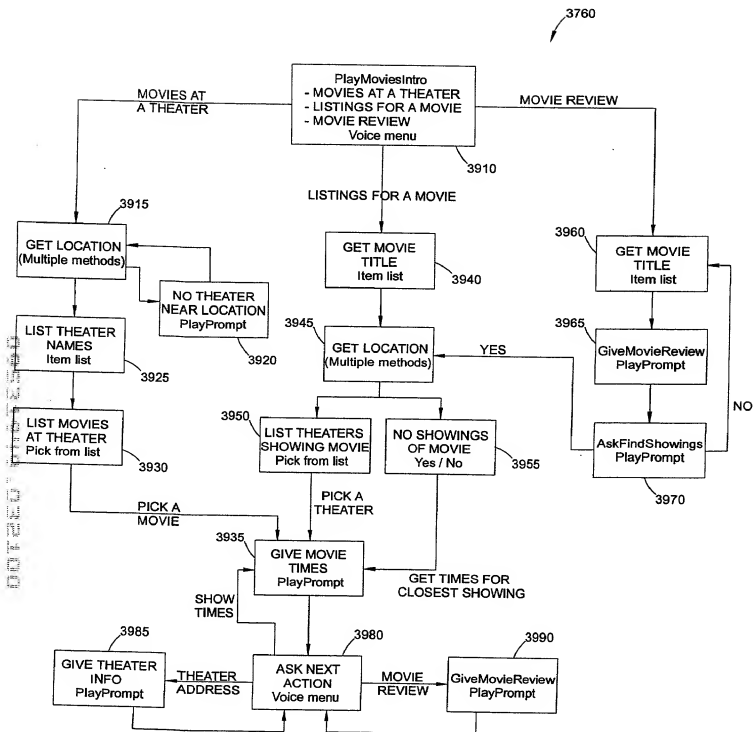 3760
PlayMoviesIntro
- MOVIES AT A THEATER
- LISTINGS FOR A MOVIE
- MOVIE REVIEW
Voice menu
3910
MOVIES AT
A THEATER
MOVIE REVIEW
LISTINGS FOR A MOVIE
3915
GET LOCATION
(Multiple methods)
NO THEATER
NEAR LOCATION
PlayPrompt
3920
LIST THEATER
NAMES
Item list
3925
LIST MOVIES
AT THEATER
Pick from list
3930
PICK A
MOVIE
GET MOVIE
TITLE
Item list
3940
3945
GET LOCATION
(Multiple methods)
YES
3950
LIST THEATERS
SHOWING MOVIE
Pick from list
NO SHOWINGS
OF MOVIE
Yes / No
3955
PICK A
THEATER
3960
GET MOVIE
TITLE
Item list
3965
GiveMovieReview
PlayPrompt
NO
AskFindShowings
PlayPrompt
3970
3935
GIVE MOVIE
TIMES
PlayPrompt
GET TIMES FOR
CLOSEST SHOWING
SHOW
TIMES
3985
GIVE THEATER
INFO
PlayPrompt
THEATER
ADDRESS
3980
ASK NEXT
ACTION
Voice menu
MOVIE
REVIEW
3990
GiveMovieReview
PlayPrompt